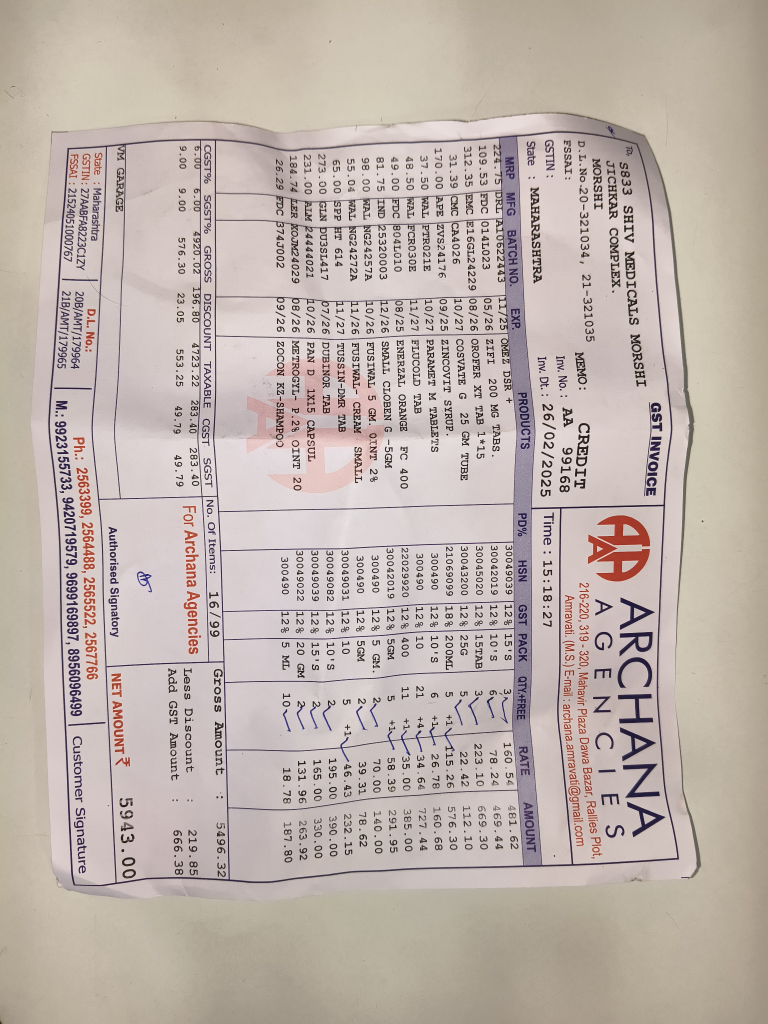 GST INVOICE
To, S833 SHIV MEDICALS MORSHI
JICHKAR COMPLEX.
MORSHI
D.L.No.20-321034, 21-321035
FSSAI:
GSTIN :
State : MAHARASHTRA
MEMO: CREDIT
Inv. No.: AA 99168
Inv. Dt.: 26/02/2025
Time : 15:18:27
AA ARCHANA
AGENCIES
216-220, 319 - 320, Mahavir Plaza Dawa Bazar, Rallies Plot,
Amravati. (M.S.) E-mail : archana.amravati@gmail.com
MRP MFG BATCH NO. EXP. PRODUCTS PD% HSN GST PACK QTY.+FREE RATE AMOUNT
224.75 DRL A10622443 11/25 OMEZ DSR + 30049039 12% 15'S 3 160.54 481.62
109.53 FDC 014L023 05/26 ZIFI 200 MG TABS. 30042019 12% 10'S 6 78.24 469.44
312.35 EMC E16GL24229 08/26 OROFER XT TAB 1*15 30045020 12% 15TAB 3 223.10 669.30
31.39 CMC CA4026 10/27 COSVATE G 25 GM TUBE 30043200 12% 25G 5 22.42 112.10
170.00 APE ZVS24176 09/25 ZINCOVIT SYRUP. 21069099 18% 200ML 5 +1 115.26 576.30
37.50 WAL PTR021E 10/27 PARAMET M TABLETS 300490 12% 10'S 6 +1 26.78 160.68
48.50 WAL FCR030E 11/27 FLUCOLD TAB 300490 12% 10 21 +4 34.64 727.44
49.00 FDC 804L010 08/25 ENERZAL ORANGE FC 400 22029920 12% 400 11 +1 35.00 385.00
81.75 IND 25320003 12/26 SMALL CLOBEN G -5GM 30042019 12% 5GM 5 +1 58.39 291.95
98.00 WAL NG24257A 10/26 FUSIWAL 5 GM. OINT 2% 300490 12% 5 GM. 2 70.00 140.00
55.04 WAL NG24272A 11/26 FUSIWAL- CREAM SMALL 300490 12% 5GM 2 39.31 78.62
65.00 SPP HT 614 11/27 TUSSIN-DMR TAB 30049031 12% 10 5 +1 46.43 232.15
273.00 GLN DU3SL417 07/26 DUBINOR TAB 30049082 12% 10'S 2 195.00 390.00
231.00 ALM 24444021 10/26 PAN D 1X15 CAPSUL 30049039 12% 15'S 2 165.00 330.00
184.74 LER XOJM24029 08/26 METROGYL- P.2% OINT 20 30049022 12% 20 GM 2 131.96 263.92
26.29 FDC 374J002 09/26 ZOCON KZ-SHAMPOO 300490 12% 5 ML 10 18.78 187.80
CGST% SGST% GROSS DISCOUNT TAXABLE CGST SGST No. Of Items: 16/99
6.00 6.00 4920.02 196.80 4723.22 283.40 283.40
9.00 9.00 576.30 23.05 553.25 49.79 49.79
Gross Amount : 5496.32
Less Discount : 219.85
Add GST Amount : 666.38
For Archana Agencies
VM GARAGE
Authorised Signatory
NET AMOUNT ₹ 5943.00
State : Maharashtra
GSTIN : 27AABFA8223C1ZY
FSSAI : 21524051000767
D.L. No.:
20B/AMT/179964
21B/AMT/179965
Ph.: 2563399, 2564488, 2565522, 2567766
M.: 9923155733, 9420719579, 9699169897, 8956096499
Customer Signature